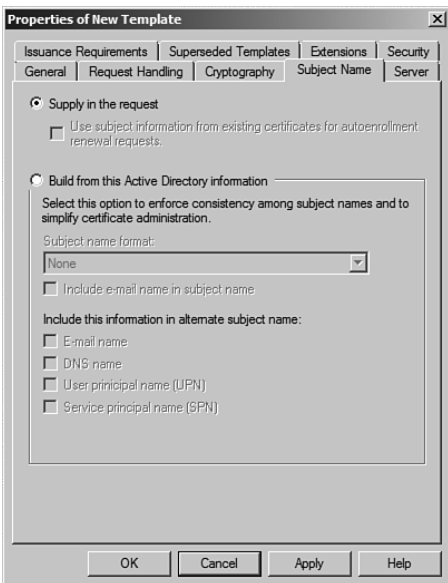 Properties of New Template
Issuance Requirements Superseded Templates Extensions Security
General Request Handling Cryptography Subject Name Server
Supply in the request
Use subject information from existing certificates for autoenrollment
renewal requests.
Build from this Active Directory information
Select this option to enforce consistency among subject names and to
simplify certificate administration.
Subject name format:
None
Include e-mail name in subject name
Include this information in alternate subject name:
E-mail name
DNS name
User prinicipal name (UPN)
Service principal name (SPN)
OK Cancel Apply Help